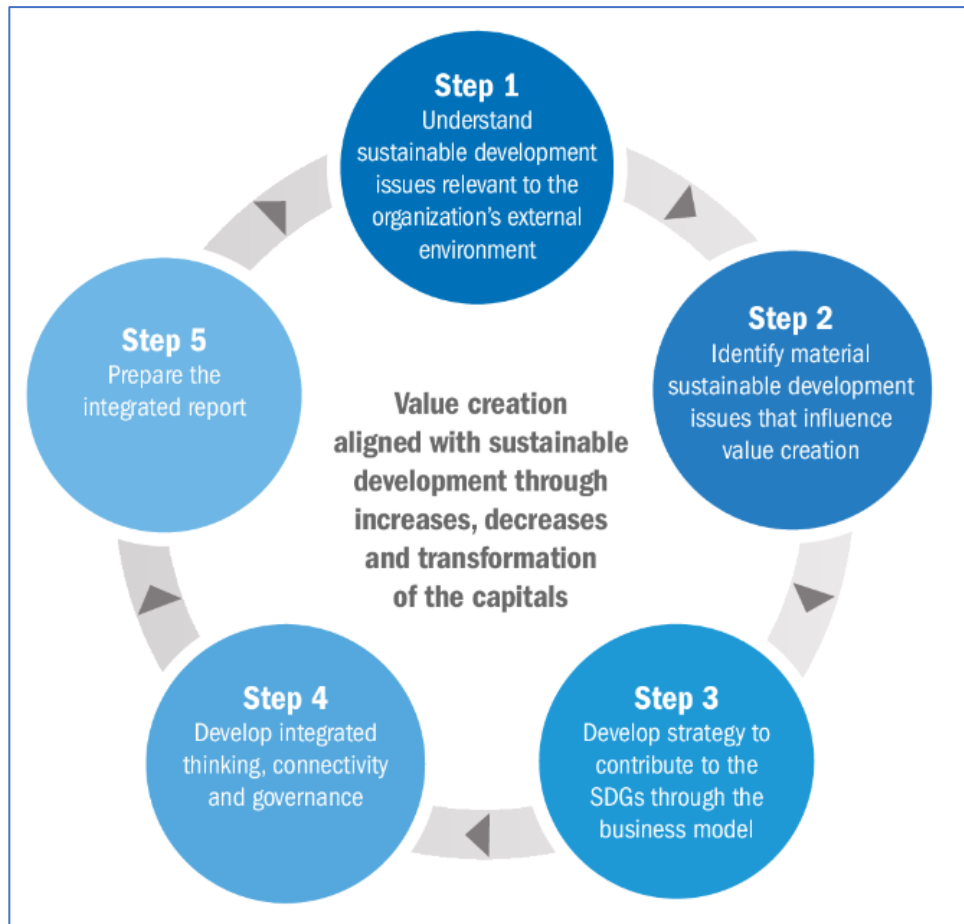 Step 1
Understand
sustainable development
issues relevant to the
organization's external
environment
Step 2
Identify material
sustainable development
issues that influence
value creation
Step 3
Develop strategy to
contribute to the
SDGs through the
business model
Step 4
Develop integrated
thinking, connectivity
and governance
Step 5
Prepare the
integrated report
Value creation
aligned with sustainable
development through
increases, decreases
and transformation
of the capitals